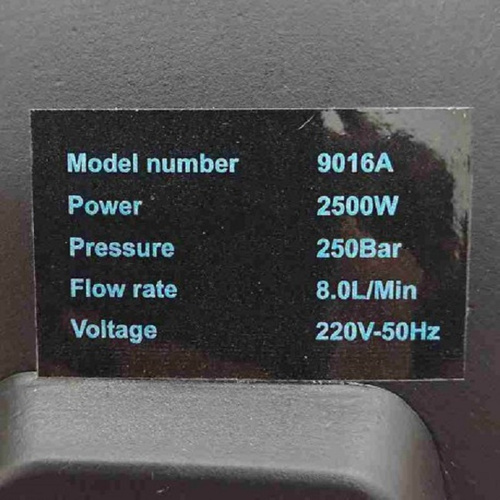 Model number 9016A
Power 2500W
Pressure 250Bar
Flow rate 8.0L/Min
Voltage 220V-50Hz